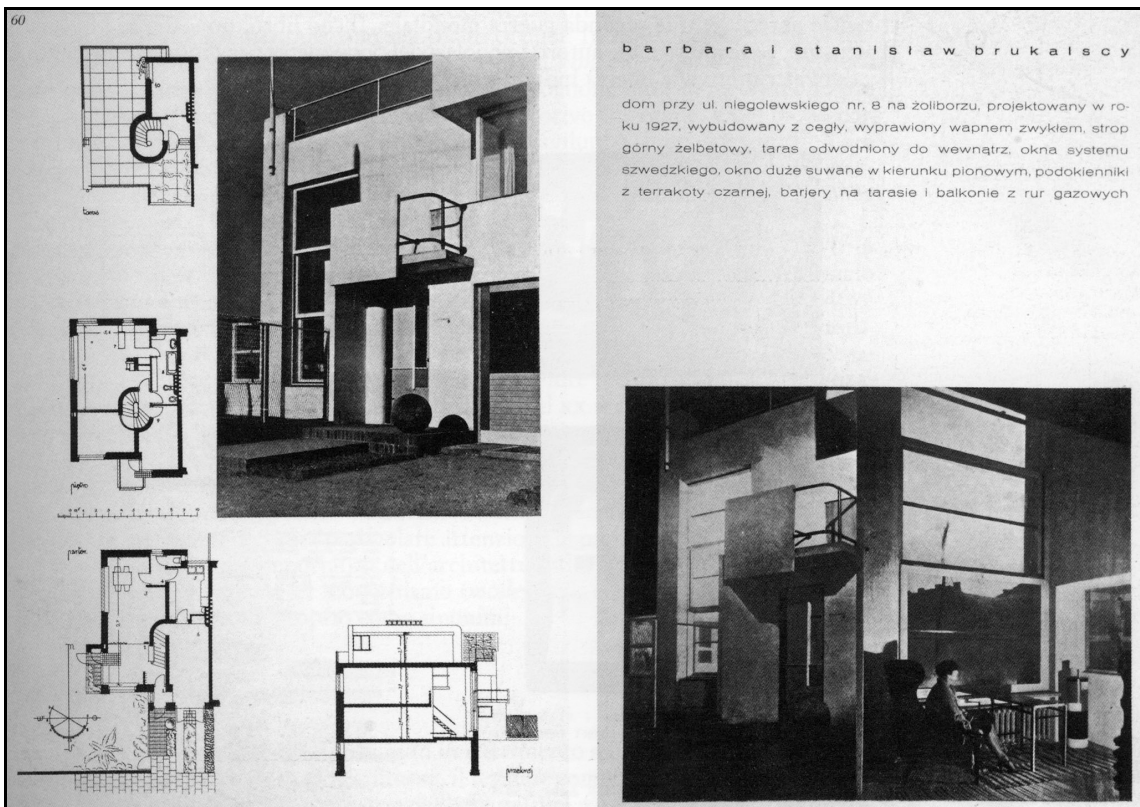 60
barbara i stanisław brukalscy
dom przy ul. niegolewskiego nr. 8 na żoliborzu, projektowany w ro-
ku 1927, wybudowany z cegły, wyprawiony wapnem zwykłem, strop
górny żelbetowy, taras odwodniony do wewnątrz, okna systemu
szwedzkiego, okno duże suwane w kierunku pionowym, podokienniki
z terrakoty czarnej, barjery na tarasie i balkonie z rur gazowych
taras
piętro
parter
przekrój